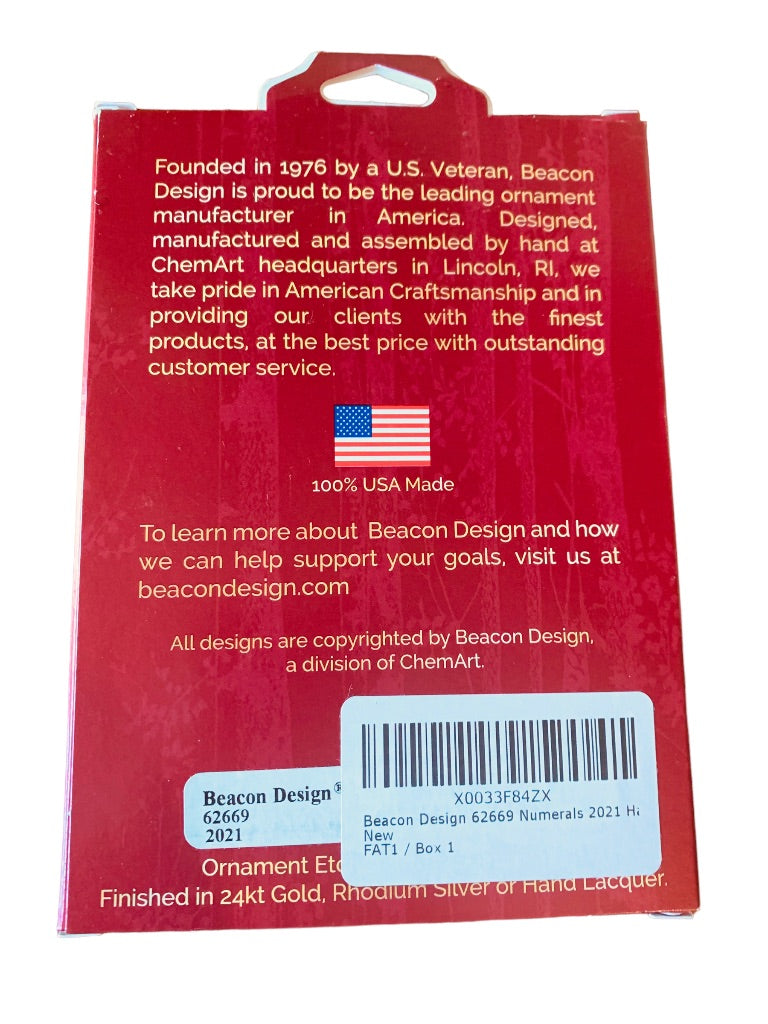 Founded in 1976 by a U.S. Veteran, Beacon
Design is proud to be the leading ornament
manufacturer in America. Designed,
manufactured and assembled by hand at
ChemArt headquarters in Lincoln, RI, we
take pride in American Craftsmanship and in
providing our clients with the finest
products, at the best price with outstanding
customer service.
100% USA Made
To learn more about Beacon Design and how
we can help support your goals, visit us at
beacondesign.com
All designs are copyrighted by Beacon Design,
a division of ChemArt.
X0033F84ZX
Beacon Design 62669 Numerals 2021
New
FAT1 / Box 1
Beacon Design®
62669
2021
Ornament
Finished in 24kt Gold, Rhodium Silver or Hand Lacquer.